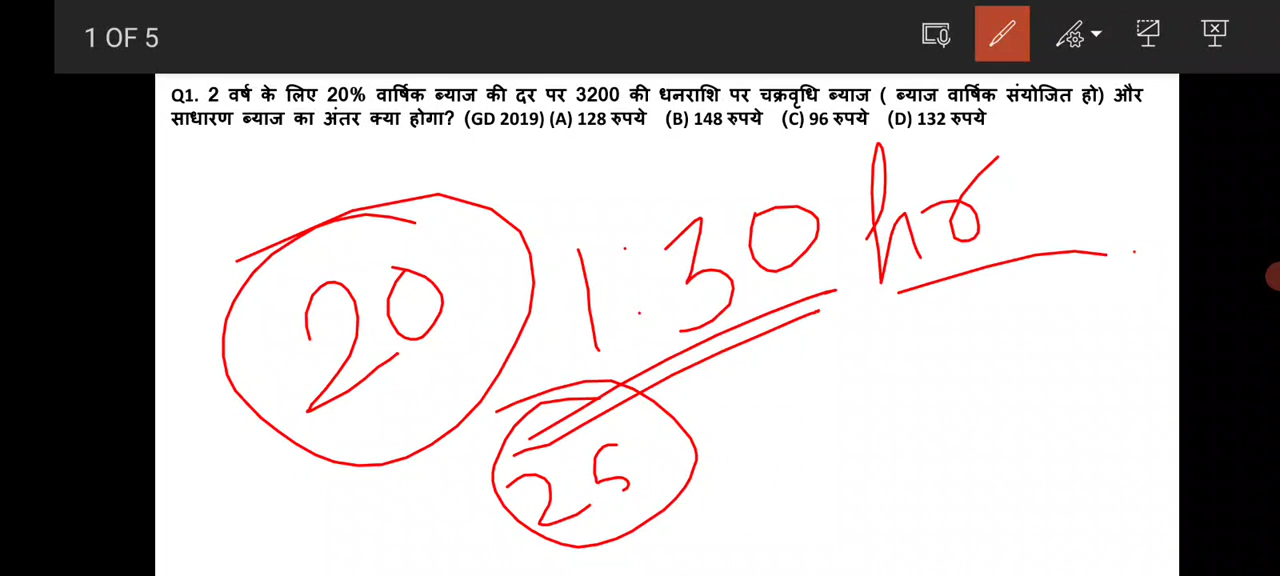 1 OF 5
Q1. 2 वर्ष के लिए 20% वार्षिक ब्याज की दर पर 3200 की धनराशि पर चक्रवृधि ब्याज ( ब्याज वार्षिक संयोजित हो) और
साधारण ब्याज का अंतर क्या होगा? (GD 2019) (A) 128 रुपये (B) 148 रुपये (C) 96 रुपये (D) 132 रुपये
20 1:30 hr
25